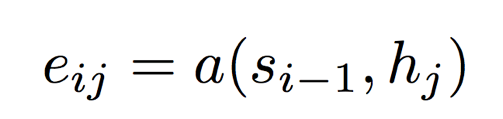 e_{ij} = a(s_{i-1}, h_j)